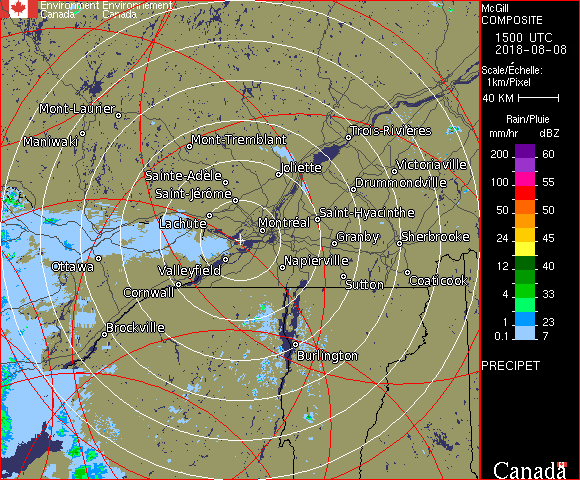 Environment Environnement
Canada Canada
McGill
COMPOSITE
1500 UTC
2018-08-08
Scale/Échelle:
1km/Pixel
40 KM
Rain/Pluie
mm/hr dBZ
200 60
150 57
100 55
50 50
24 45
12 40
4 33
1 23
0.1 7
PRECIPET
Canada
Mont-Laurier
Maniwaki
Mont-Tremblant
Trois-Rivières
Joliette
Victoriaville
Sainte-Adèle
Drummondville
Saint-Jérôme
Lachute
Saint-Hyacinthe
Montréal
Granby
Sherbrooke
Ottawa
Valleyfield
Napierville
Cornwall
Sutton
Coaticook
Brockville
Burlington